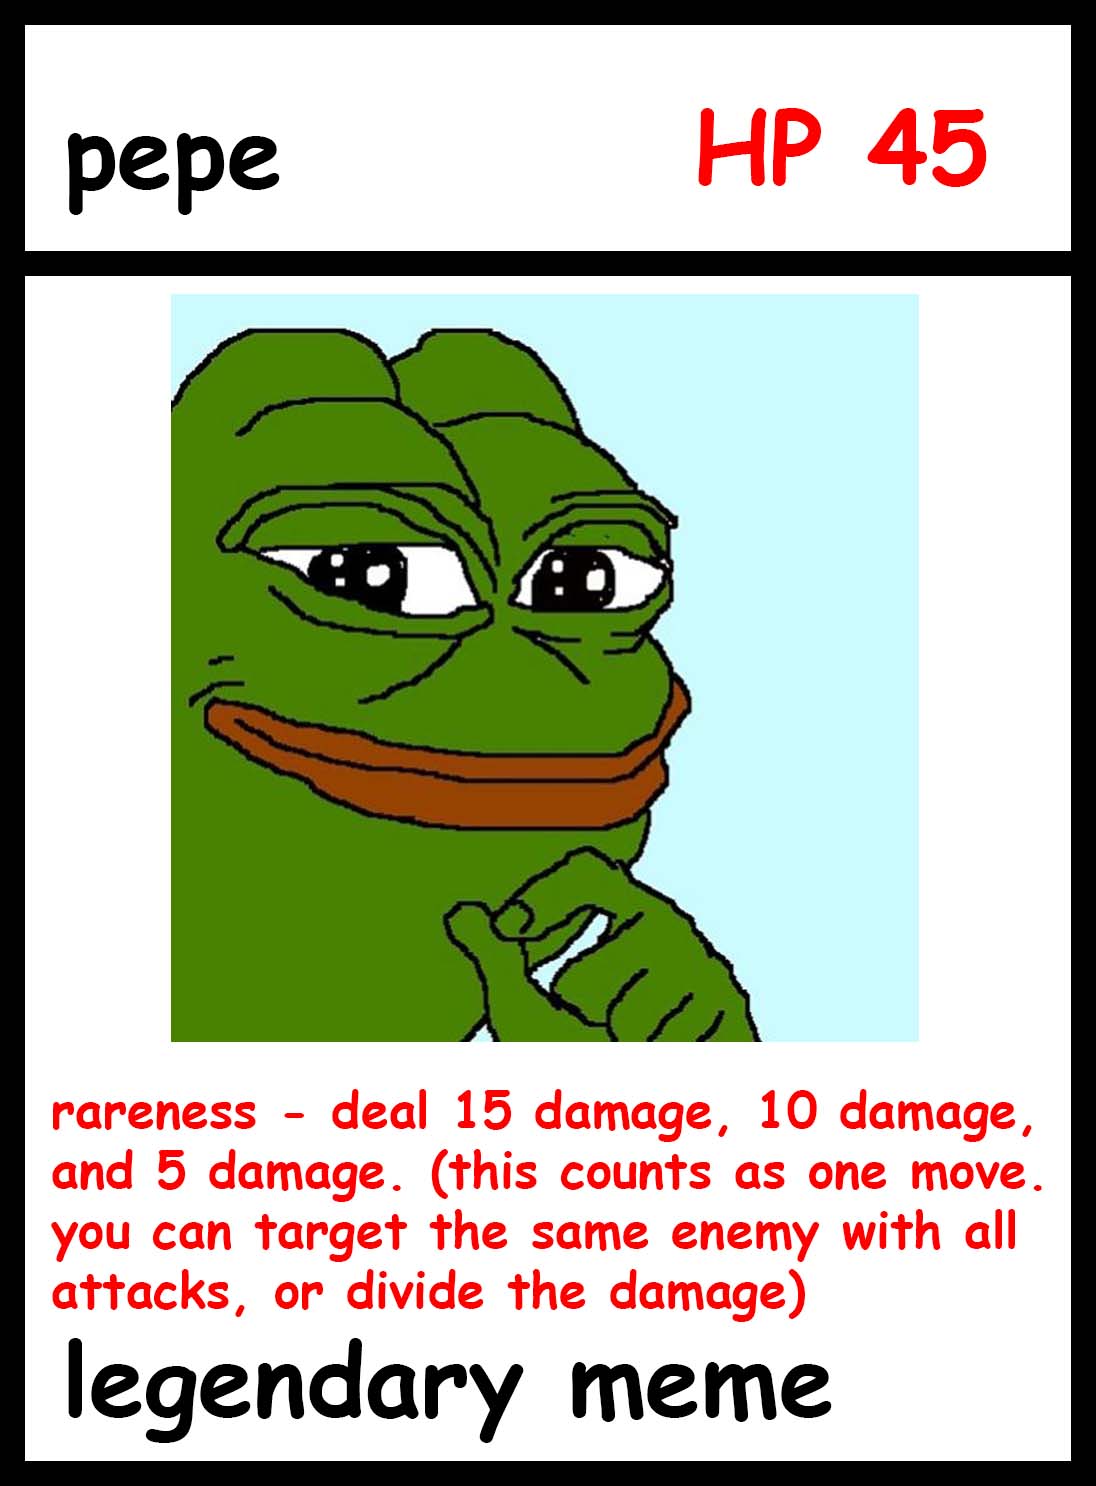 pepe
HP 45
rareness - deal 15 damage, 10 damage,
and 5 damage. (this counts as one move.
you can target the same enemy with all
attacks, or divide the damage)
legendary meme